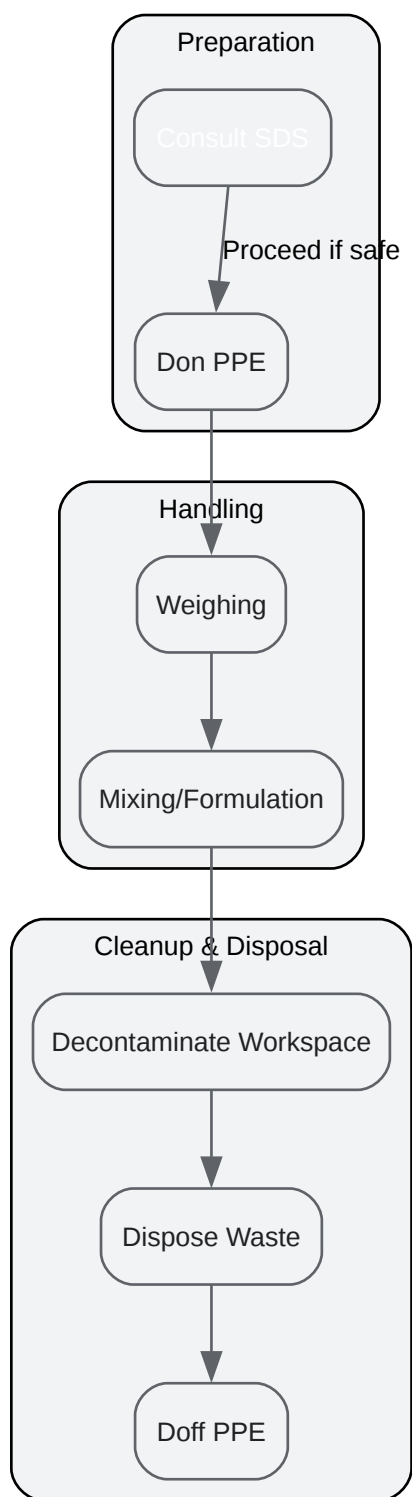 Preparation
Consult SDS
Proceed if safe
Don PPE
Handling
Weighing
Mixing/Formulation
Cleanup & Disposal
Decontaminate Workspace
Dispose Waste
Doff PPE